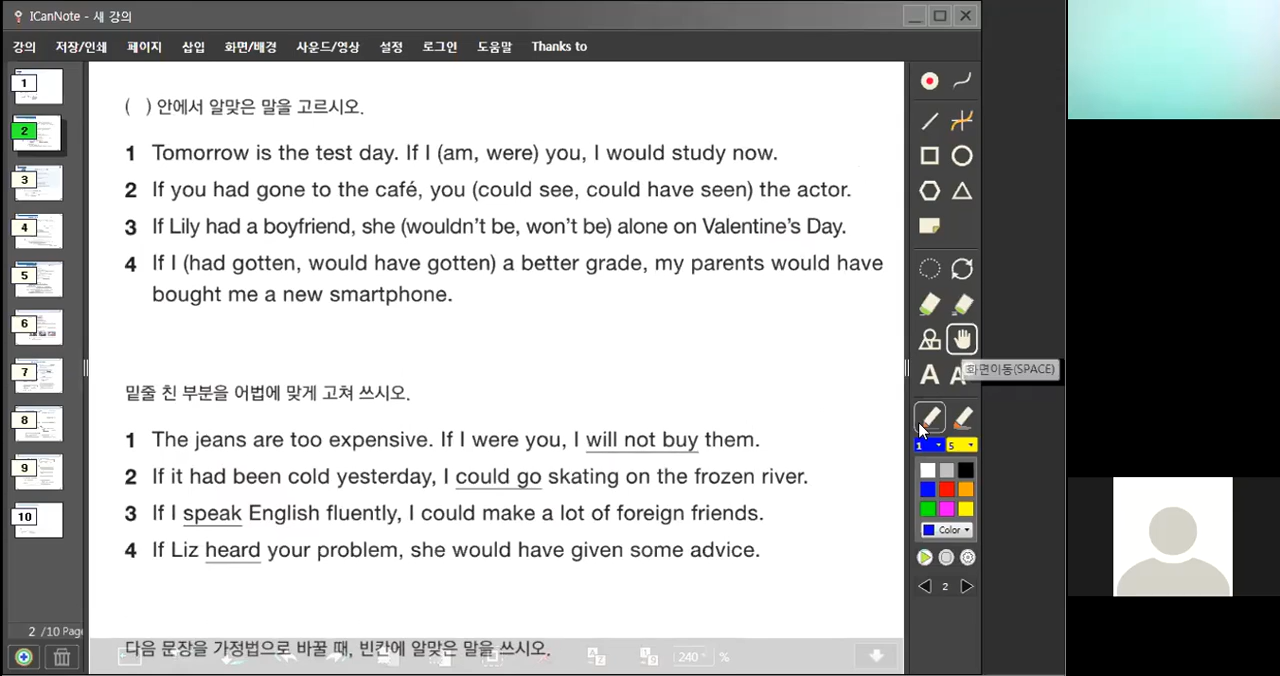 ICanNote - 새 강의
강의 저장/인쇄 페이지 삽입 화면/배경 사운드/영상 설정 로그인 도움말 Thanks to
1
2
3
4
5
6
7
8
9
10
2 /10 Page
( ) 안에서 알맞은 말을 고르시오.
1 Tomorrow is the test day. If I (am, were) you, I would study now.
2 If you had gone to the café, you (could see, could have seen) the actor.
3 If Lily had a boyfriend, she (wouldn't be, won't be) alone on Valentine's Day.
4 If I (had gotten, would have gotten) a better grade, my parents would have
bought me a new smartphone.
밑줄 친 부분을 어법에 맞게 고쳐 쓰시오.
1 The jeans are too expensive. If I were you, I will not buy them.
2 If it had been cold yesterday, I could go skating on the frozen river.
3 If I speak English fluently, I could make a lot of foreign friends.
4 If Liz heard your problem, she would have given some advice.
다음 문장을 가정법으로 바꿀 때, 빈칸에 알맞은 말을 쓰시오.
240 %
A A
화면이동(SPACE)
1 5
Color
2